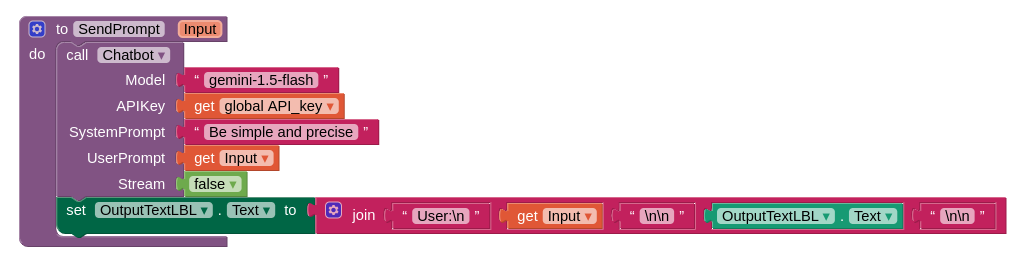 to SendPrompt Input
do call Chatbot
Model “ gemini-1.5-flash ”
APIKey get global API_key
SystemPrompt “ Be simple and precise ”
UserPrompt get Input
Stream false
set OutputTextLBL . Text to join “ User:\n ” get Input “ \n\n ” OutputTextLBL . Text “ \n\n ”